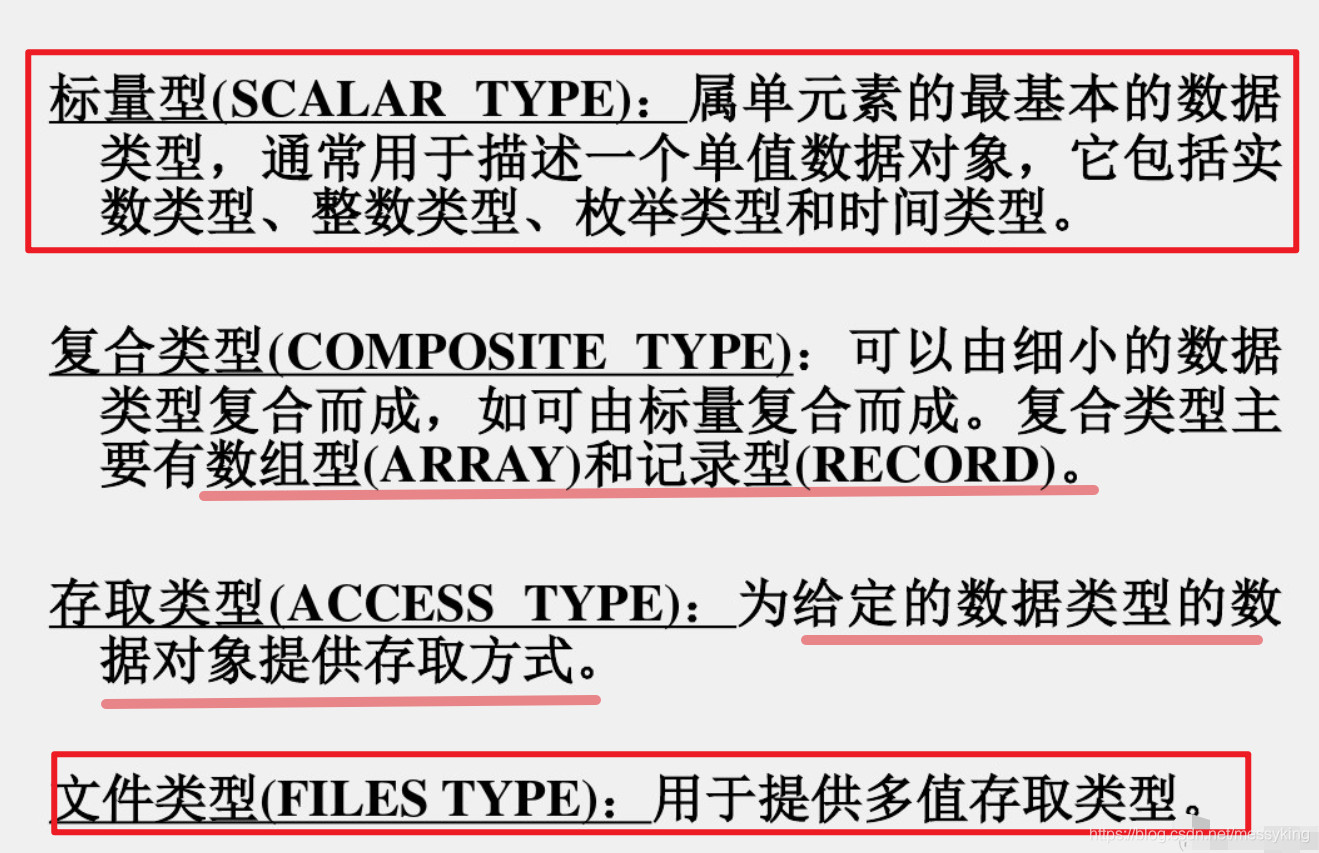 标量型(SCALAR TYPE)：属单元素的最基本的数据
类型，通常用于描述一个单值数据对象，它包括实
数类型、整数类型、枚举类型和时间类型。
复合类型(COMPOSITE TYPE)：可以由细小的数据
类型复合而成，如可由标量复合而成。复合类型主
要有数组型(ARRAY)和记录型(RECORD)。
存取类型(ACCESS TYPE)：为给定的数据类型的数
据对象提供存取方式。
文件类型(FILES TYPE)：用于提供多值存取类型。
https://blog.csdn.net/messyking